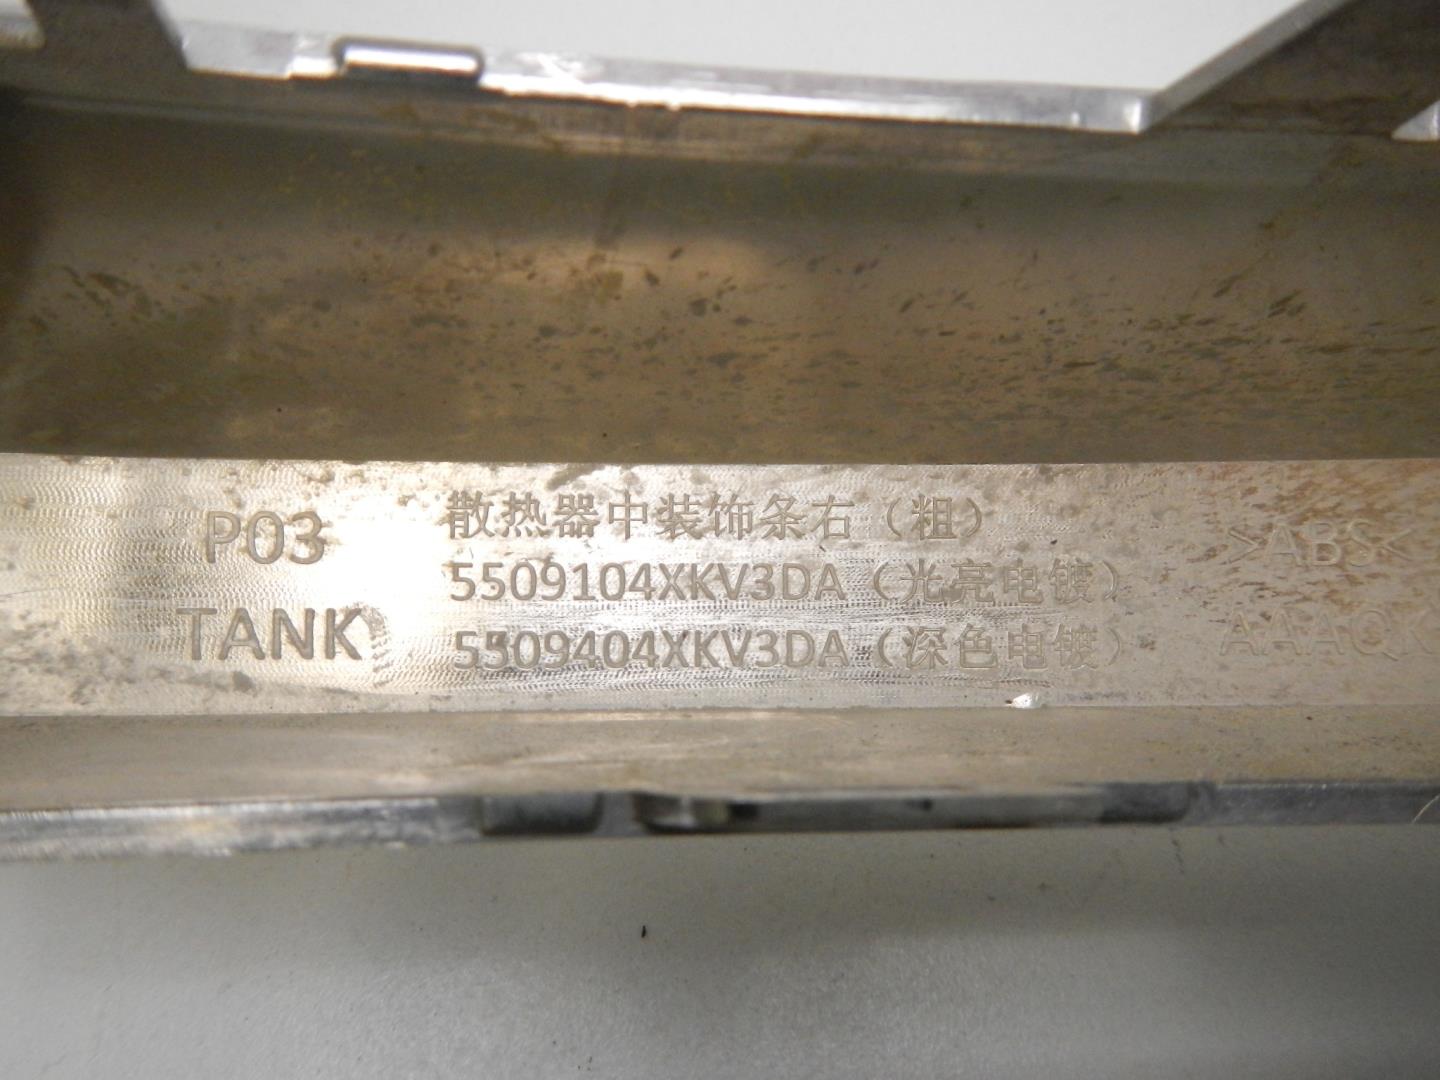 P03
TANK
散热器中装饰条右（粗）
5509104XKV3DA（光亮电镀）
5509404XKV3DA（深色电镀）
>ABS<
AAAQK